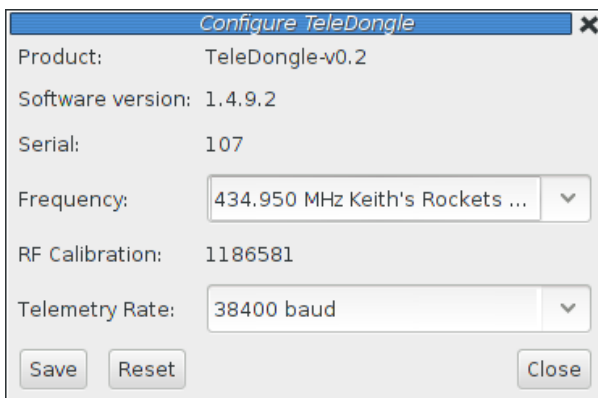 Configure TeleDongle
Product: TeleDongle-v0.2
Software version: 1.4.9.2
Serial: 107
Frequency: 434.950 MHz Keith's Rockets ...
RF Calibration: 1186581
Telemetry Rate: 38400 baud
Save Reset Close